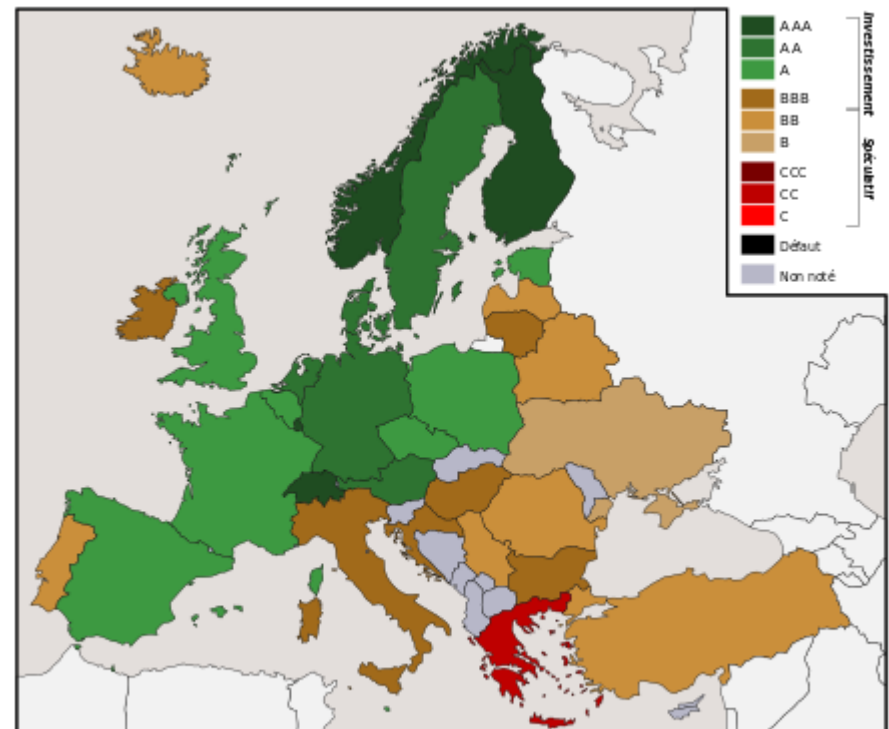 AAA
AA
A
BBB
BB
B
CCC
CC
C
Défaut
Non noté
Investissement
Spéculatif